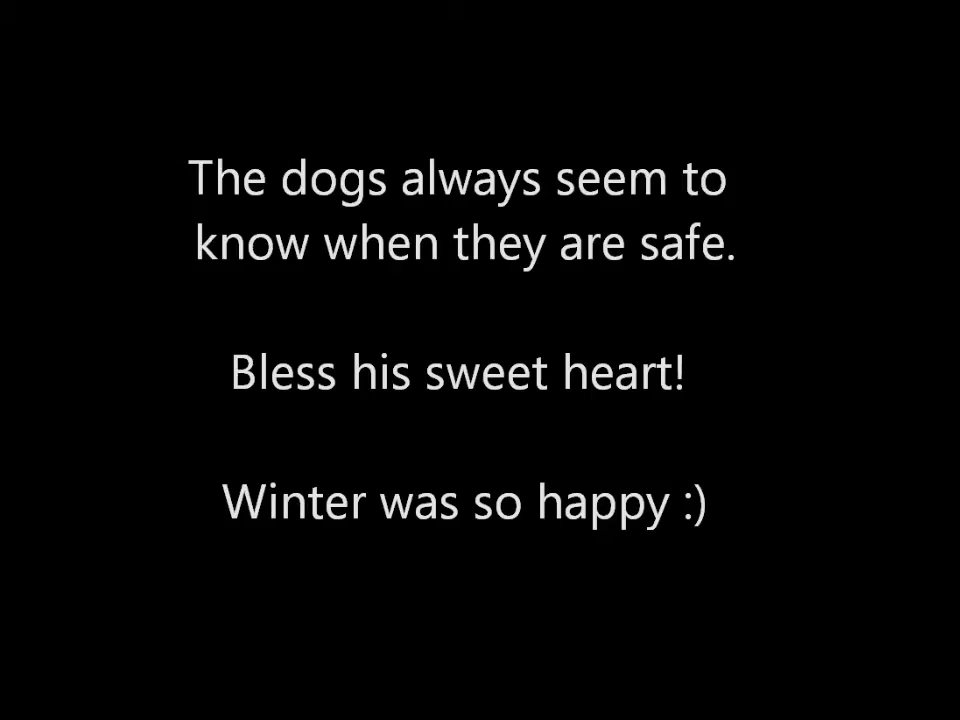 The dogs always seem to
know when they are safe.
Bless his sweet heart!
Winter was so happy :)